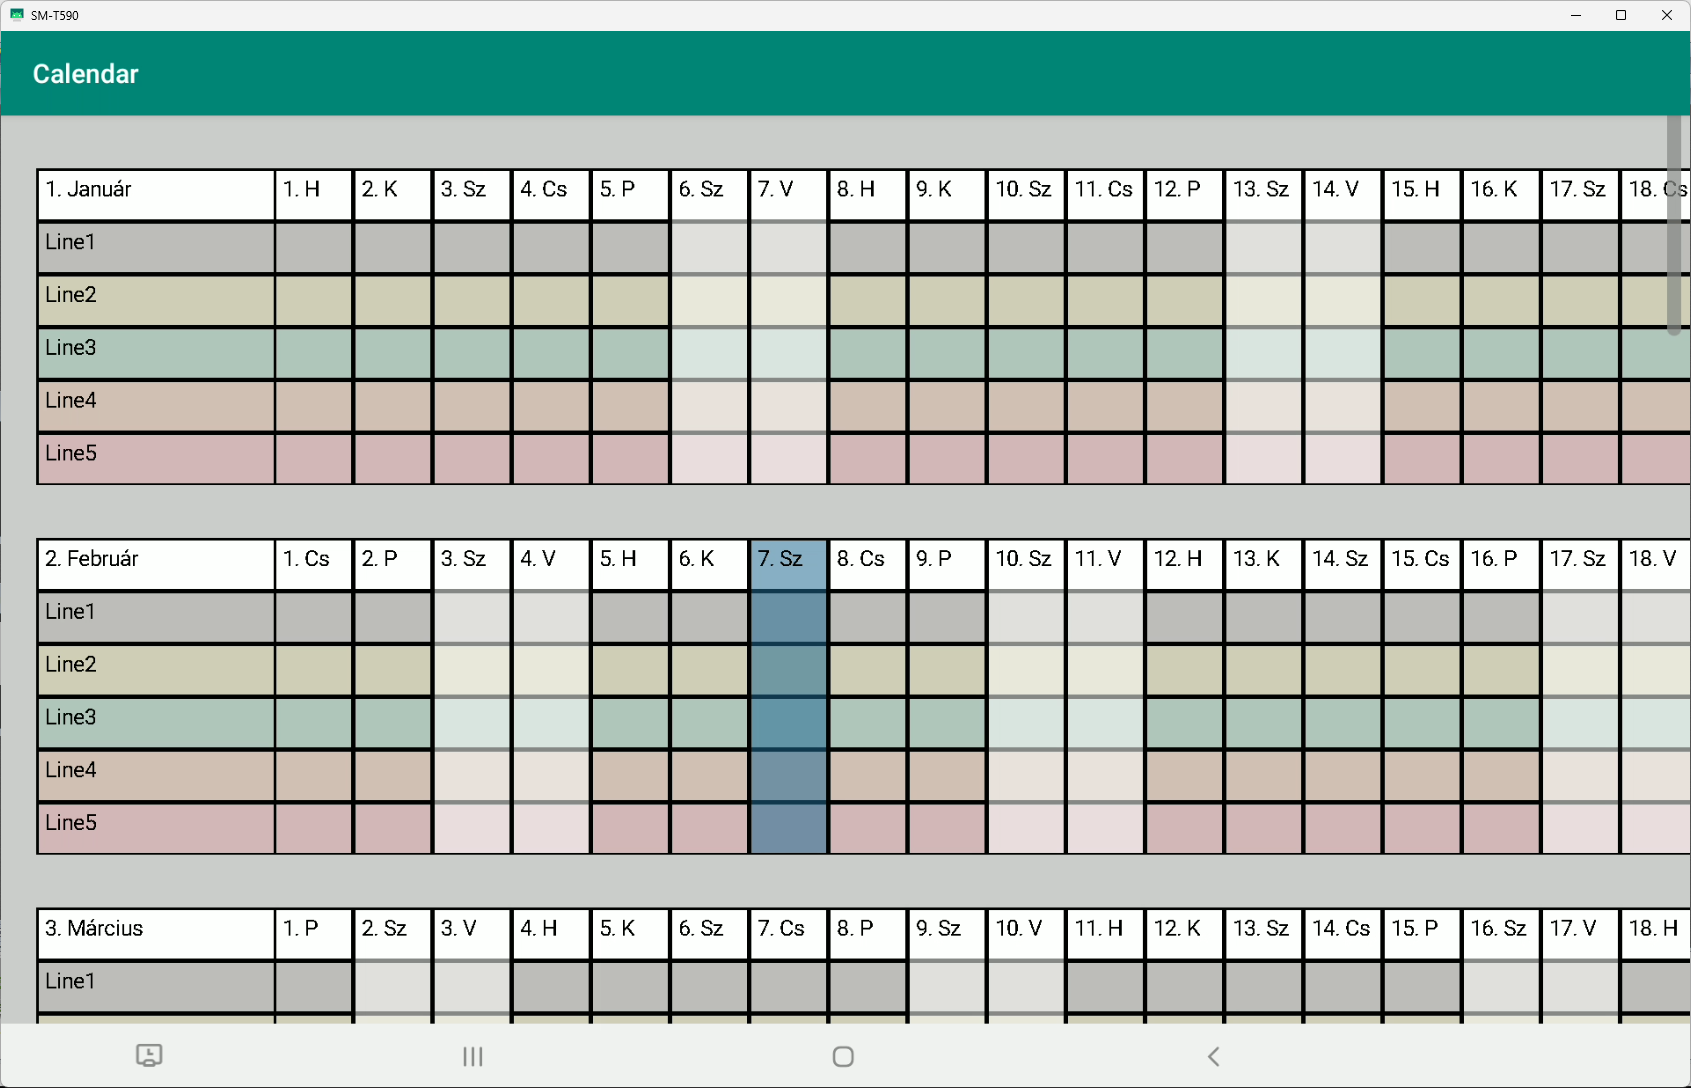 SM-T590
Calendar
1. Január 1. H 2. K 3. Sz 4. Cs 5. P 6. Sz 7. V 8. H 9. K 10. Sz 11. Cs 12. P 13. Sz 14. V 15. H 16. K 17. Sz 18. Cs
Line1
Line2
Line3
Line4
Line5
2. Február 1. Cs 2. P 3. Sz 4. V 5. H 6. K 7. Sz 8. Cs 9. P 10. Sz 11. V 12. H 13. K 14. Sz 15. Cs 16. P 17. Sz 18. V
Line1
Line2
Line3
Line4
Line5
3. Március 1. P 2. Sz 3. V 4. H 5. K 6. Sz 7. Cs 8. P 9. Sz 10. V 11. H 12. K 13. Sz 14. Cs 15. P 16. Sz 17. V 18. H
Line1